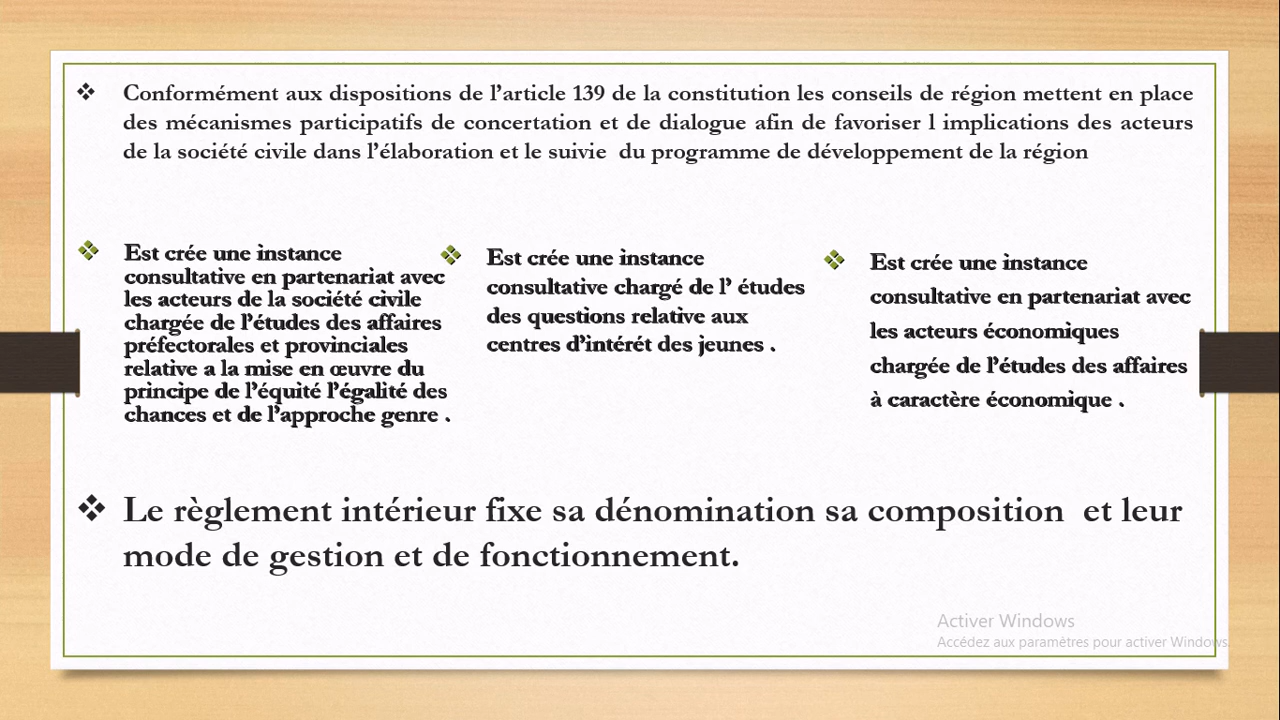 Conformément aux dispositions de l’article 139 de la constitution les conseils de région mettent en place
des mécanismes participatifs de concertation et de dialogue afin de favoriser l implications des acteurs
de la société civile dans l’élaboration et le suivie du programme de développement de la région
Est crée une instance
consultative en partenariat avec
les acteurs de la société civile
chargée de l’études des affaires
préfectorales et provinciales
relative a la mise en œuvre du
principe de l’équité l’égalité des
chances et de l’approche genre .
Est crée une instance
consultative chargé de l’ études
des questions relative aux
centres d’intérét des jeunes .
Est crée une instance
consultative en partenariat avec
les acteurs économiques
chargée de l’études des affaires
à caractère économique .
Le règlement intérieur fixe sa dénomination sa composition et leur
mode de gestion et de fonctionnement.
Activer Windows
Accédez aux paramètres pour activer Windows.